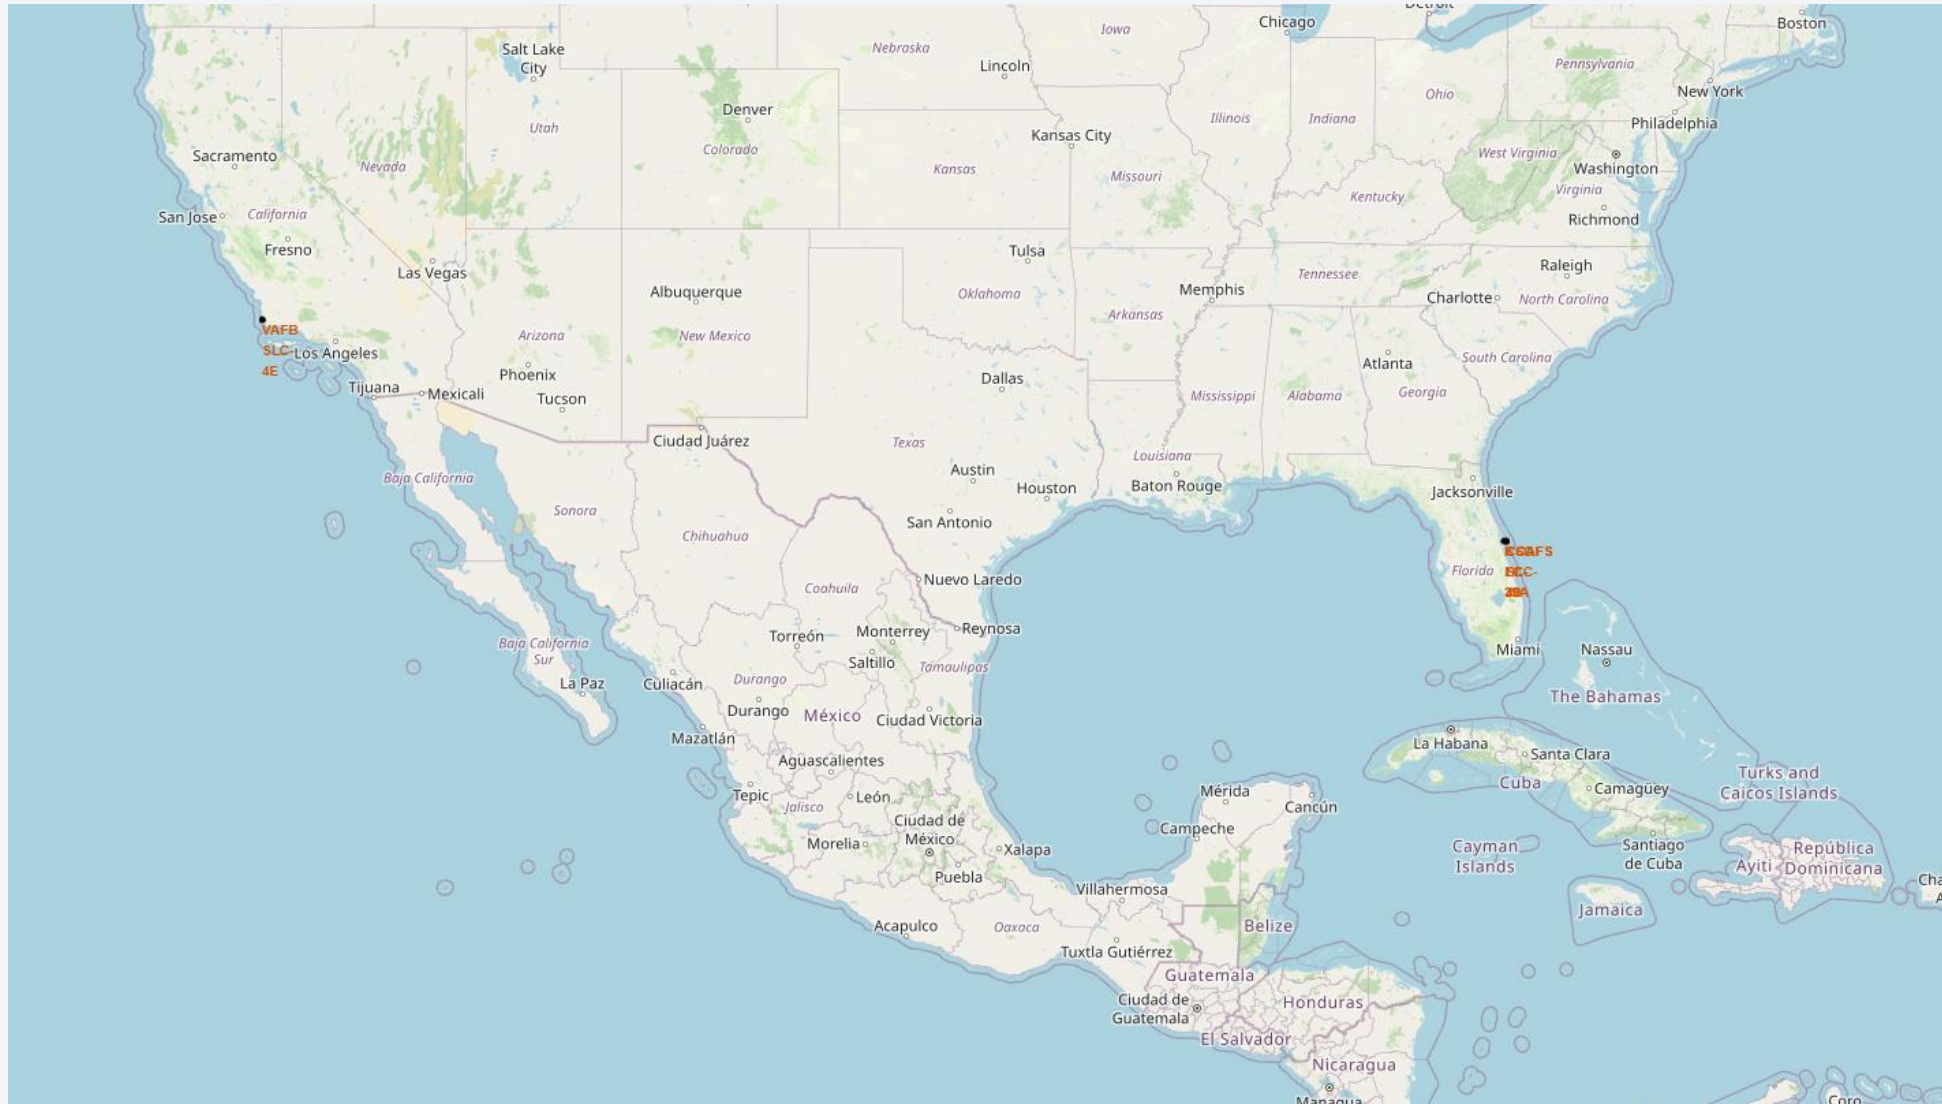 Chicago
Detroit
Boston
Iowa
Salt Lake
City
Nebraska
Lincoln
Pennsylvania
New York
Ohio
Denver
Utah
Colorado
Kansas City
Illinois
Indiana
Philadelphia
Sacramento
Nevada
Kansas
Missouri
West Virginia
Washington
Virginia
Kentucky
San Jose
California
Richmond
Fresno
Las Vegas
Tulsa
Raleigh
Albuquerque
Oklahoma
Memphis
Tennessee
Charlotte
North Carolina
VAFB
SLC-
4E
Los Angeles
Arizona
New Mexico
Arkansas
Atlanta
South Carolina
Phoenix
Dallas
Tijuana
Mexicali
Tucson
Mississippi
Alabama
Georgia
Ciudad Juárez
Texas
Louisiana
Baja California
Austin
Houston
Baton Rouge
Jacksonville
Sonora
San Antonio
Chihuahua
Florida
Coahuila
Nuevo Laredo
Torreón
Monterrey
Reynosa
Baja California
Sur
Saltillo
Tamaulipas
Miami
Nassau
La Paz
Culiacán
Durango
The Bahamas
Durango
México
Ciudad Victoria
Mazatlán
La Habana
Santa Clara
Aguascalientes
Cuba
Camagüey
Turks and
Caicos Islands
Tepic
Jalisco
León
Mérida
Cancún
Ciudad de
México
Campeche
Morelia
Xalapa
Cayman
Islands
Santiago
de Cuba
Ayiti
República
Dominicana
Puebla
Villahermosa
Jamaica
Acapulco
Oaxaca
Belize
Tuxtla Gutiérrez
Guatemala
Ciudad de
Guatemala
Honduras
El Salvador
Nicaragua
Managua
Coro